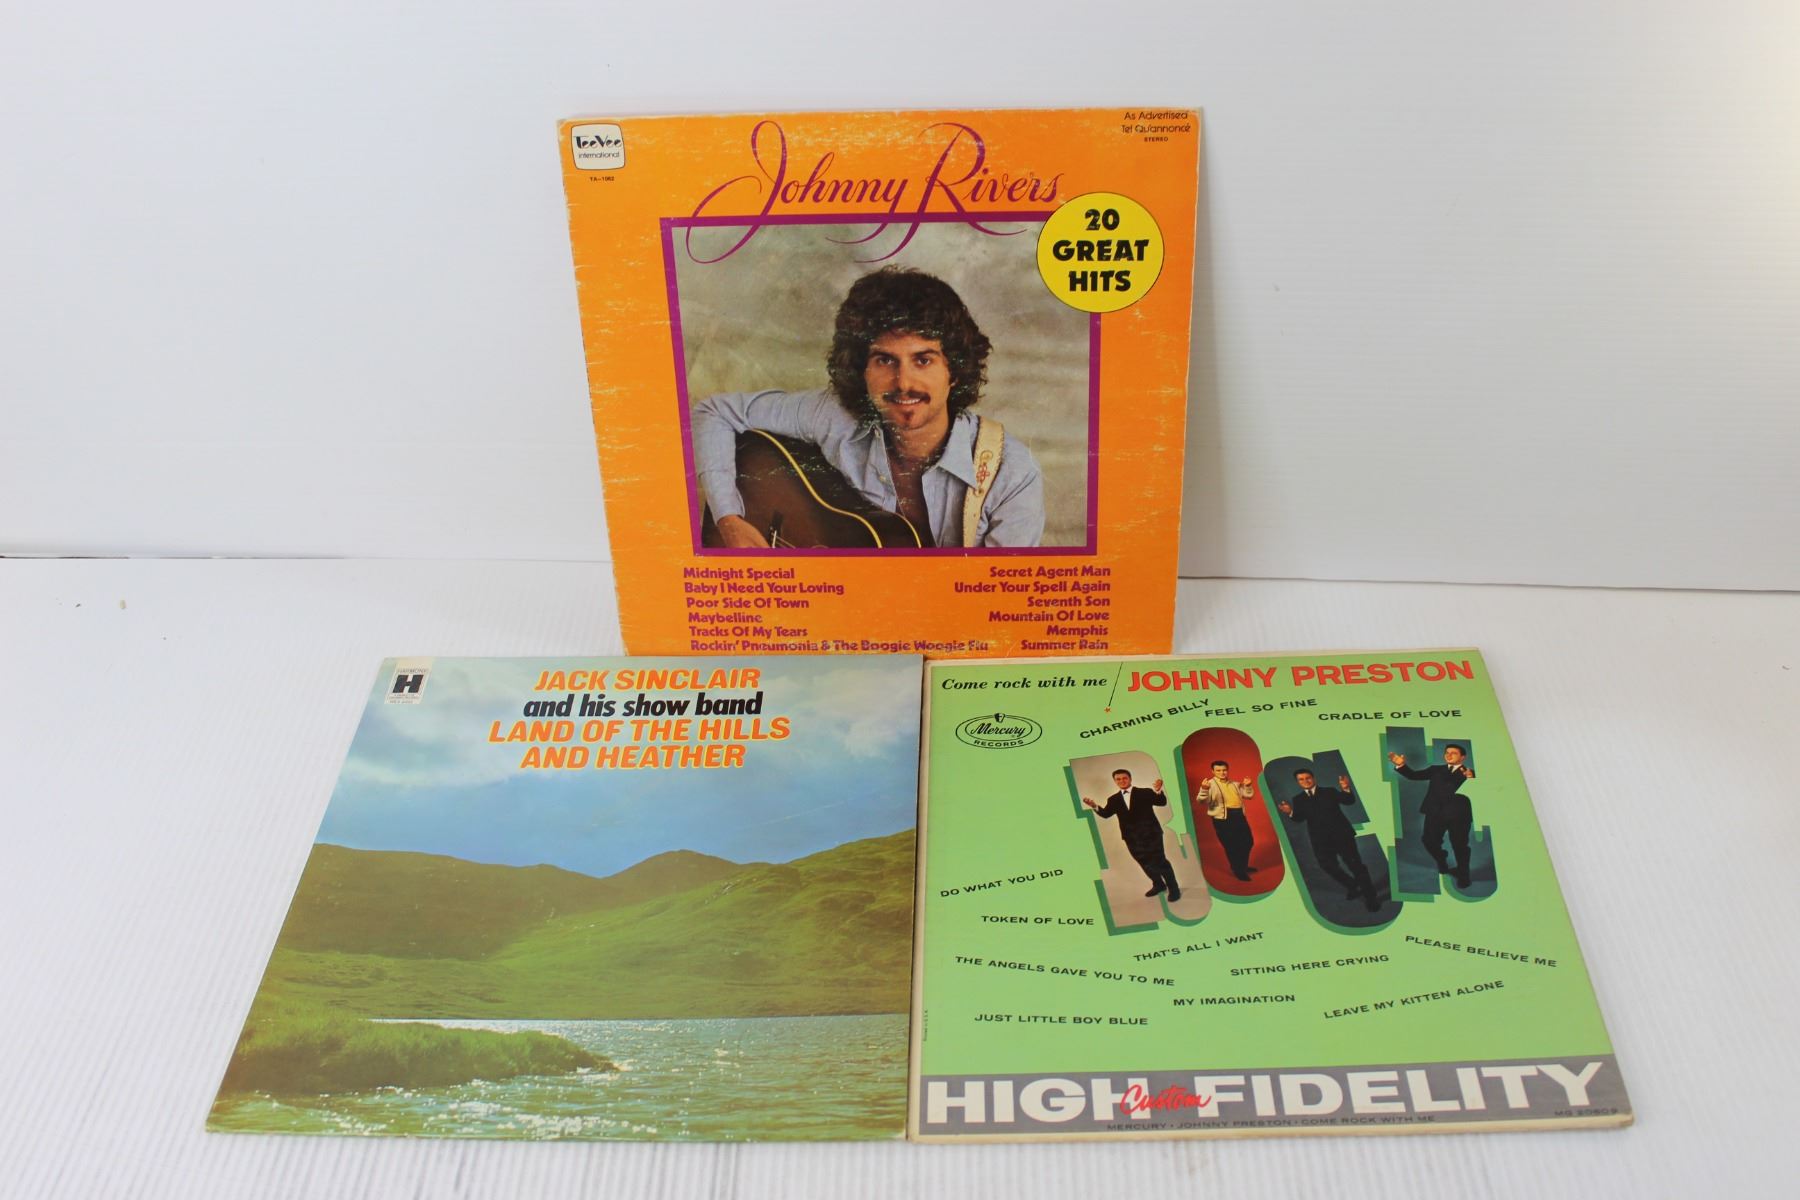 TeeVee
international
TA-1062
As Advertised
Tel Qu'annoncé
STEREO
Johnny Rivers
20
GREAT
HITS
Midnight Special
Baby I Need Your Loving
Poor Side Of Town
Maybelline
Tracks Of My Tears
Rockin' Pneumonia & The Boogie Woogie Flu
Secret Agent Man
Under Your Spell Again
Seventh Son
Mountain Of Love
Memphis
Summer Rain
HARMONY
H
JACK SINCLAIR
and his show band
LAND OF THE HILLS
AND HEATHER
Come rock with me
JOHNNY PRESTON
Mercury
RECORDS
CHARMING BILLY
FEEL SO FINE
CRADLE OF LOVE
ROCK
DO WHAT YOU DID
TOKEN OF LOVE
THAT'S ALL I WANT
PLEASE BELIEVE ME
THE ANGELS GAVE YOU TO ME
SITTING HERE CRYING
MY IMAGINATION
LEAVE MY KITTEN ALONE
JUST LITTLE BOY BLUE
HIGH Custom FIDELITY
MG 20609
MERCURY • JOHNNY PRESTON • COME ROCK WITH ME